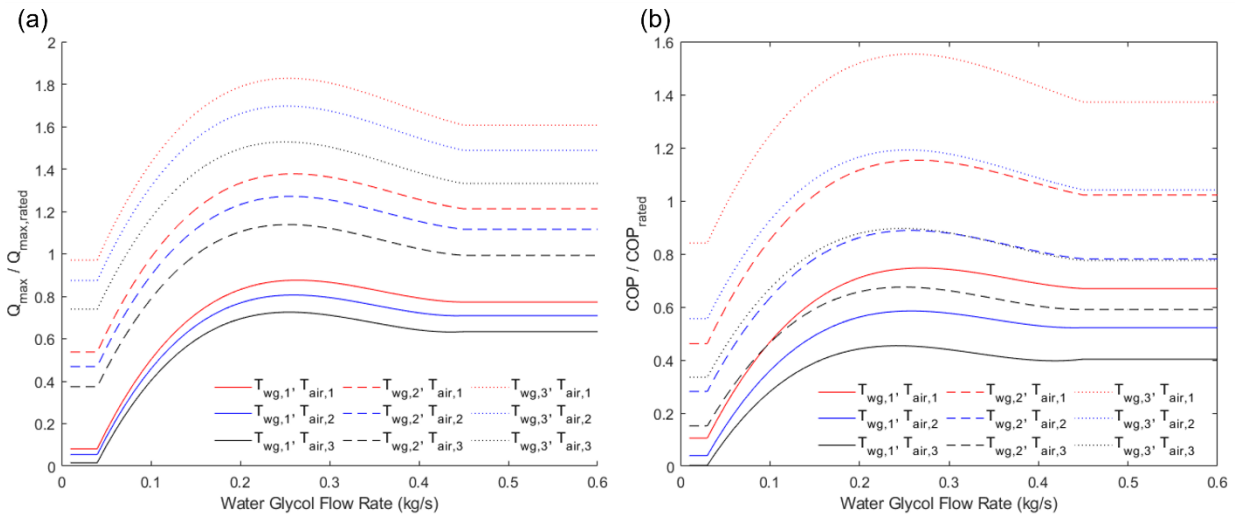 (a)
2
1.8
1.6
1.4
1.2
1
0.8
0.6
0.4
0.2
0
Q_max / Q_max,rated
T_wg,1, T_air,1 T_wg,2, T_air,1 T_wg,3, T_air,1
T_wg,1, T_air,2 T_wg,2, T_air,2 T_wg,3, T_air,2
T_wg,1, T_air,3 T_wg,2, T_air,3 T_wg,3, T_air,3
0 0.1 0.2 0.3 0.4 0.5 0.6
Water Glycol Flow Rate (kg/s)
(b)
1.6
1.4
1.2
1
0.8
0.6
0.4
0.2
0
COP / COP_rated
T_wg,1, T_air,1 T_wg,2, T_air,1 T_wg,3, T_air,1
T_wg,1, T_air,2 T_wg,2, T_air,2 T_wg,3, T_air,2
T_wg,1, T_air,3 T_wg,2, T_air,3 T_wg,3, T_air,3
0 0.1 0.2 0.3 0.4 0.5 0.6
Water Glycol Flow Rate (kg/s)